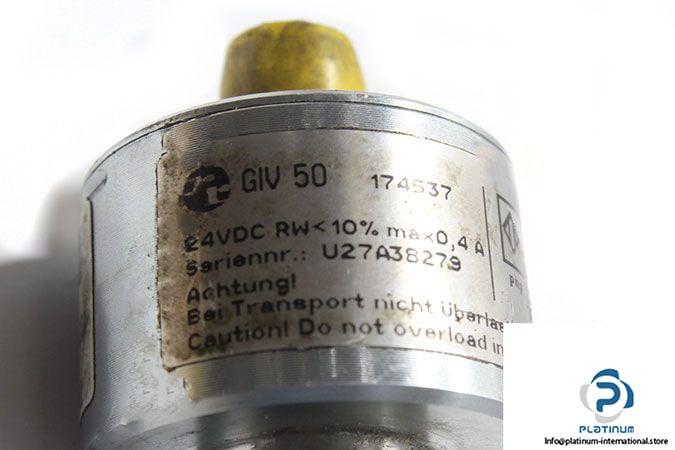 GIV 50 174537
24VDC RW<10% max0,4 A
Seriennr.: U27A38279
Achtung!
Bei Transport nicht
Caution! Do not overload in
PLATINUM
Info@platinum-international.store